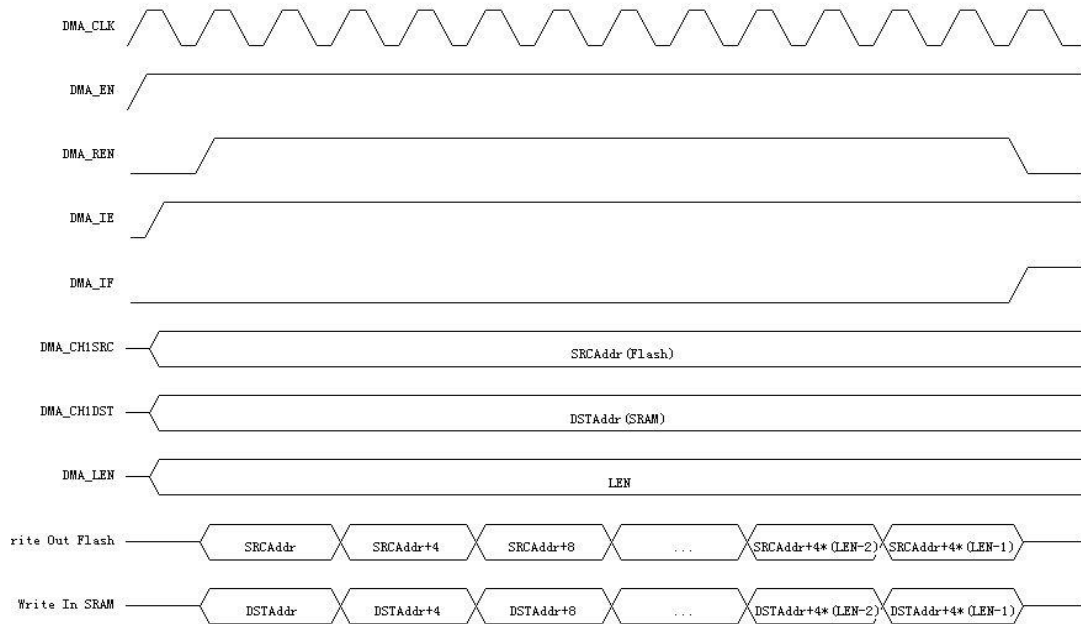 DMA_CLK
DMA_EN
DMA_REN
DMA_IE
DMA_IF
DMA_CH1SRC SRCAddr(Flash)
DMA_CH1DST DSTAddr(SRAM)
DMA_LEN LEN
rite Out Flash SRCAddr SRCAddr+4 SRCAddr+8 ... SRCAddr+4*(LEN-2) SRCAddr+4*(LEN-1)
Write In SRAM DSTAddr DSTAddr+4 DSTAddr+8 ... DSTAddr+4*(LEN-2) DSTAddr+4*(LEN-1)